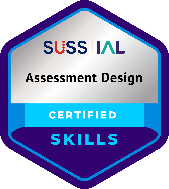 SUSS IAL
Assessment Design
CERTIFIED
SKILLS